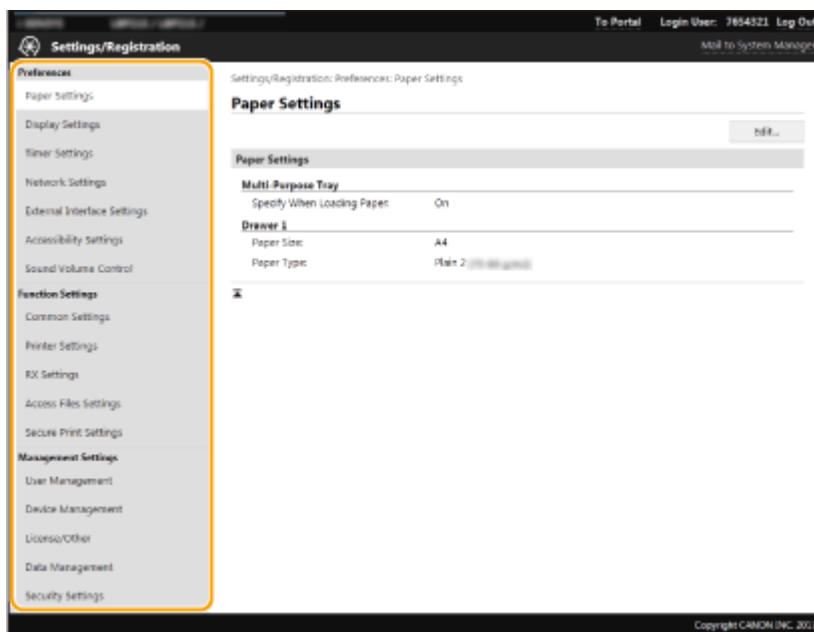 To Portal Login User: 7654321 Log Out
Settings/Registration
Mail to System Manager
Preferences
Paper Settings
Display Settings
Timer Settings
Network Settings
External Interface Settings
Accessibility Settings
Sound Volume Control
Function Settings
Common Settings
Printer Settings
RX Settings
Access Files Settings
Secure Print Settings
Management Settings
User Management
Device Management
License/Other
Data Management
Security Settings
Settings/Registration: Preferences: Paper Settings
Paper Settings
Edit...
Paper Settings
Multi-Purpose Tray
Specify When Loading Paper: On
Drawer 1
Paper Size: A4
Paper Type: Plain 2
Copyright CANON INC.